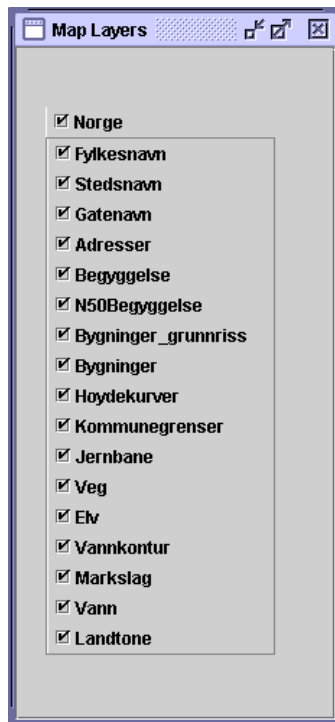 Map Layers
Norge
Fylkesnavn
Stedsnavn
Gatenavn
Adresser
Begyggelse
N50Begyggelse
Bygninger_grunnriss
Bygninger
Hoydekurver
Kommunegrenser
Jernbane
Veg
Elv
Vannkontur
Markslag
Vann
Landtone